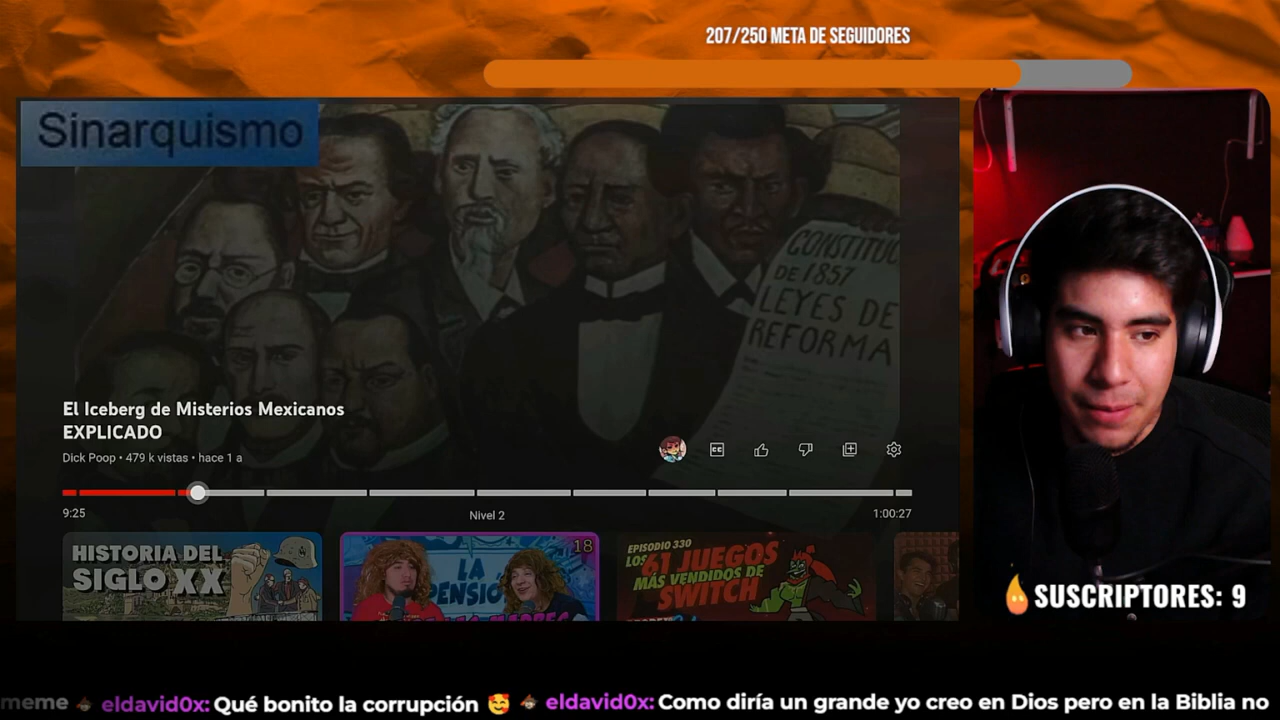 207/250 META DE SEGUIDORES
Sinarquismo
CONSTITUC
DE 1857
LEYES DE
REFORMA
El Iceberg de Misterios Mexicanos
EXPLICADO
Dick Poop • 479 k vistas • hace 1 a
CC
9:25
Nivel 2
1:00:27
HISTORIA DEL
SIGLO XX
18
LA
PENSIO
EPISODIO 330
LOS 61 JUEGOS
MÁS VENDIDOS DE
SWITCH
SUSCRIPTORES: 9
meme eldavid0x: Qué bonito la corrupción 🥰 eldavid0x: Como diría un grande yo creo en Dios pero en la Biblia no